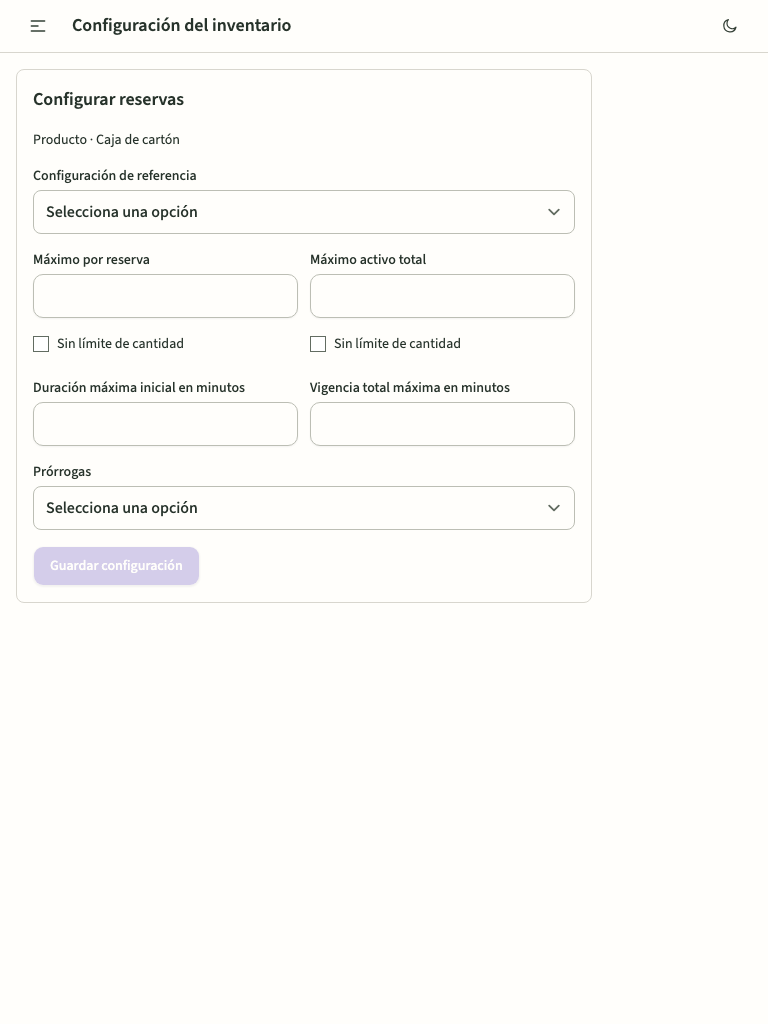 Configuración del inventario
Configurar reservas
Producto · Caja de cartón
Configuración de referencia
Selecciona una opción
Máximo por reserva
Máximo activo total
Sin límite de cantidad
Sin límite de cantidad
Duración máxima inicial en minutos
Vigencia total máxima en minutos
Prórrogas
Selecciona una opción
Guardar configuración